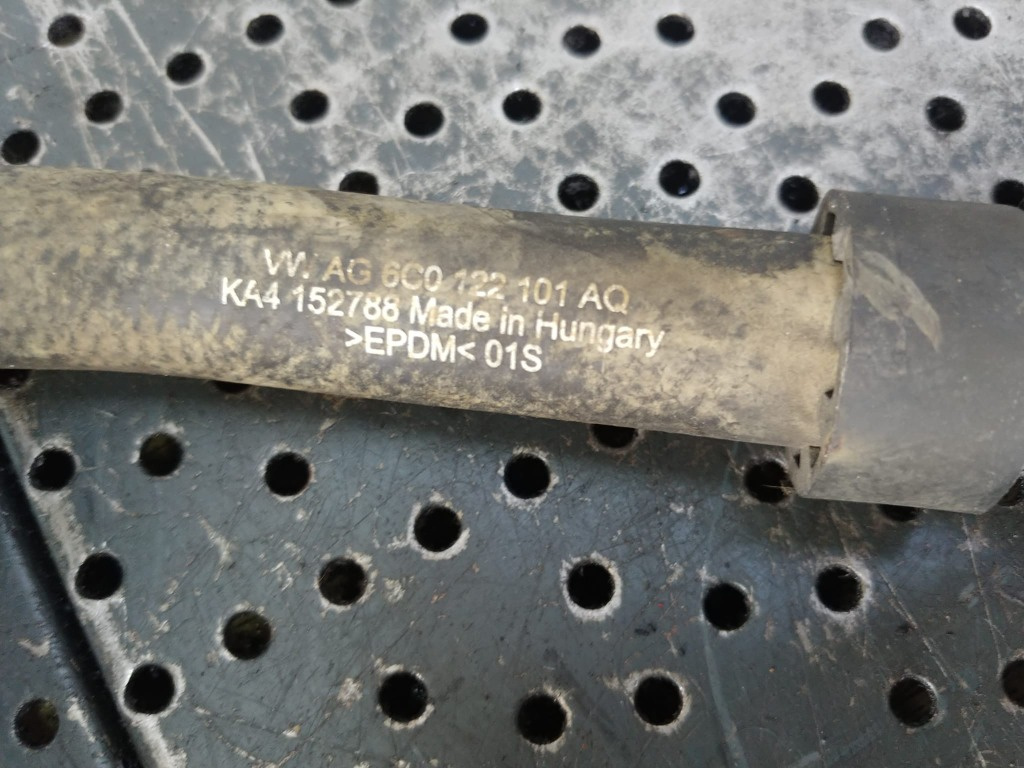 VW AG 6C0 122 101 AQ
KA4 152788 Made in Hungary
>EPDM< 01S